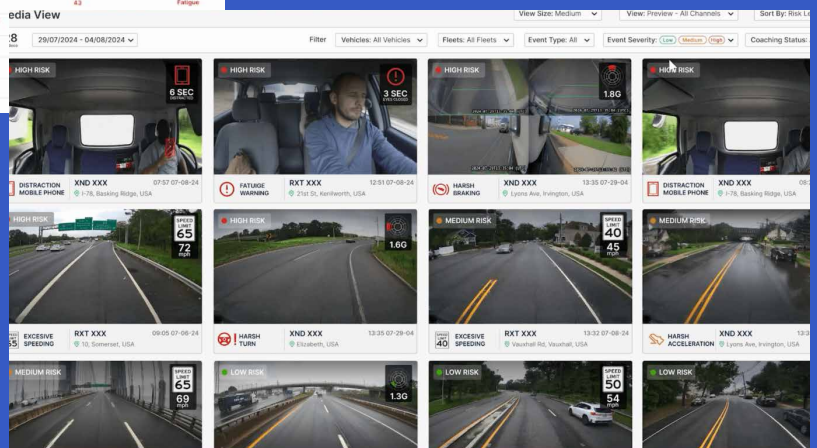 43 Fatigue
edia View
View Size: Medium
View: Preview - All Channels
Sort By: Risk Le
28
29/07/2024 - 04/08/2024
Filter
Vehicles: All Vehicles
Fleets: All Fleets
Event Type: All
Event Severity: Low Medium High
Coaching Status:
HIGH RISK
6 SEC
DISTRACTED
DISTRACTION
MOBILE PHONE
XND XXX
07:57 07-08-24
I-78, Basking Ridge, USA
HIGH RISK
3 SEC
EYES CLOSED
FATUIGE
WARNING
RXT XXX
12:51 07-08-24
21st St, Kenilworth, USA
HIGH RISK
1.8G
HARSH
BRAKING
XND XXX
13:35 07-29-04
Lyons Ave, Irvington, USA
HIGH RISK
DISTRACTION
MOBILE PHONE
XND XXX
I-78, Basking Ridge, USA
HIGH RISK
SPEED
LIMIT
65
72
mph
EXCESIVE
SPEEDING
RXT XXX
09:05 07-06-24
10, Somerset, USA
HIGH RISK
1.6G
HARSH
TURN
XND XXX
13:35 07-29-04
Elizabeth, USA
MEDIUM RISK
SPEED
LIMIT
40
45
mph
40
EXCESIVE
SPEEDING
RXT XXX
13:32 07-08-24
Vauxhall Rd, Vauxhall, USA
MEDIUM RISK
HARSH
ACCELERATION
XND XXX
13:3
Lyons Ave, Irvington, USA
MEDIUM RISK
SPEED
LIMIT
65
69
mph
LOW RISK
1.3G
LOW RISK
SPEED
LIMIT
50
54
mph
LOW RISK